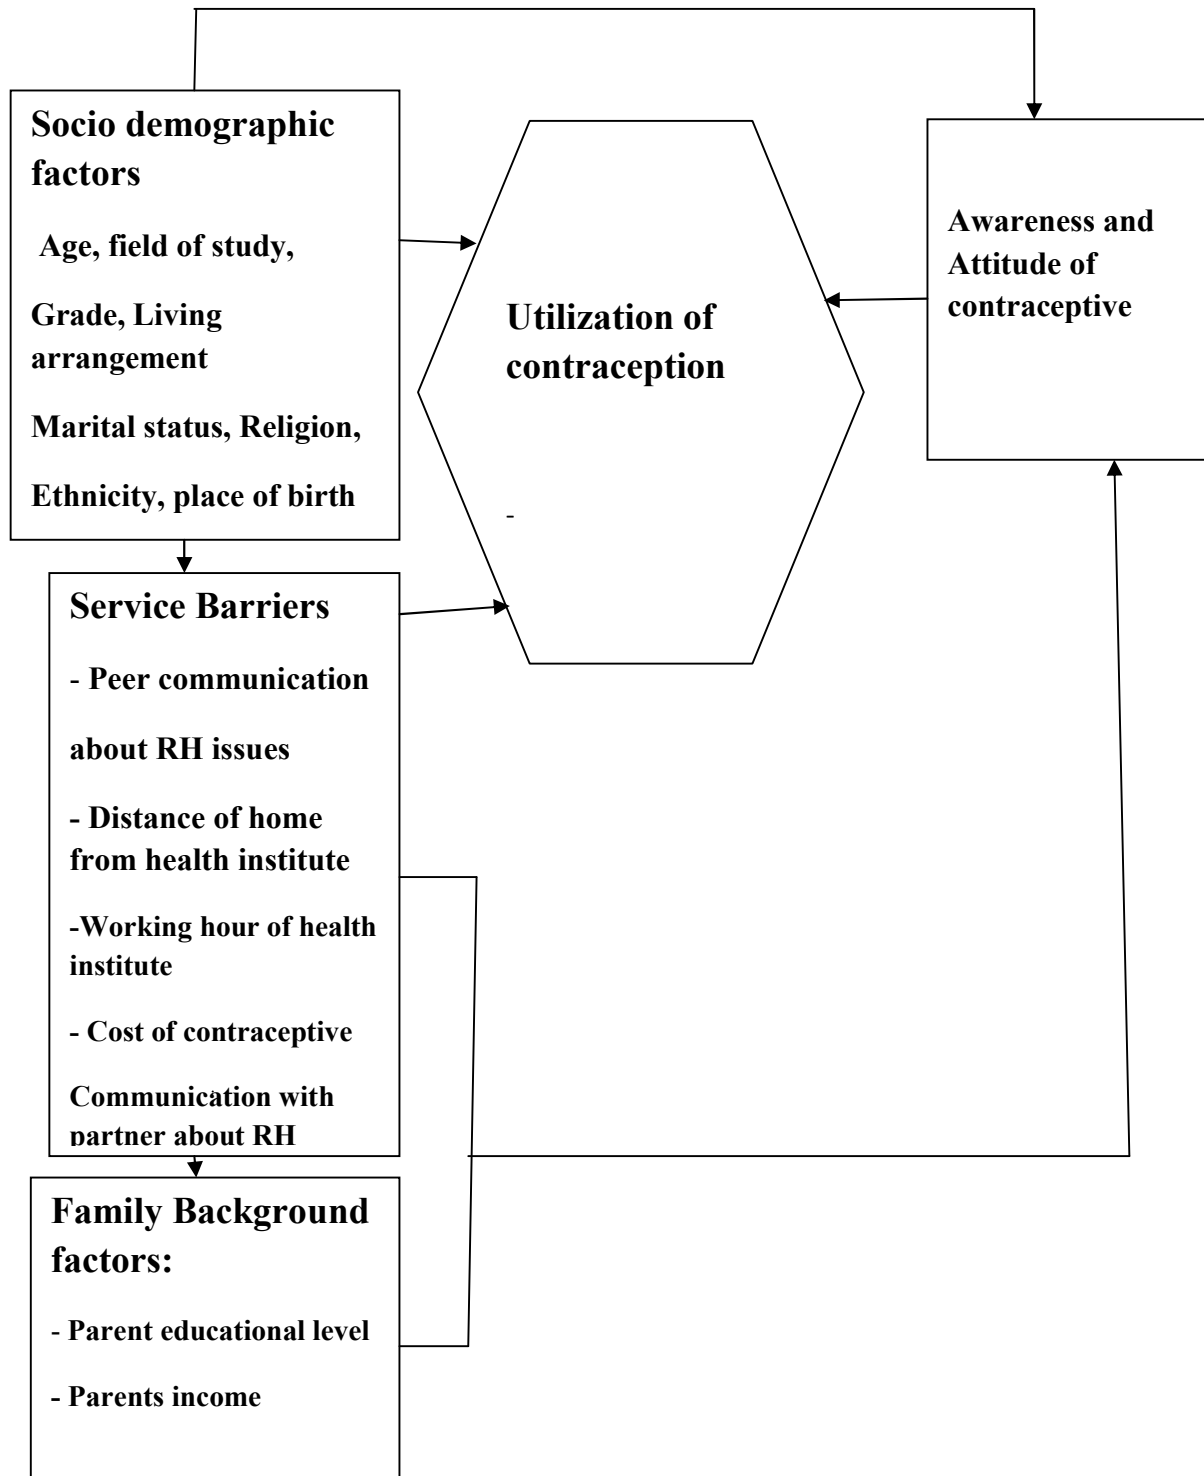 Socio demographic
factors
Age, field of study,
Grade, Living
arrangement
Marital status, Religion,
Ethnicity, place of birth
Utilization of
contraception
-
Awareness and
Attitude of
contraceptive
Service Barriers
- Peer communication
about RH issues
- Distance of home
from health institute
-Working hour of health
institute
- Cost of contraceptive
Communication with
partner about RH
Family Background
factors:
- Parent educational level
- Parents income